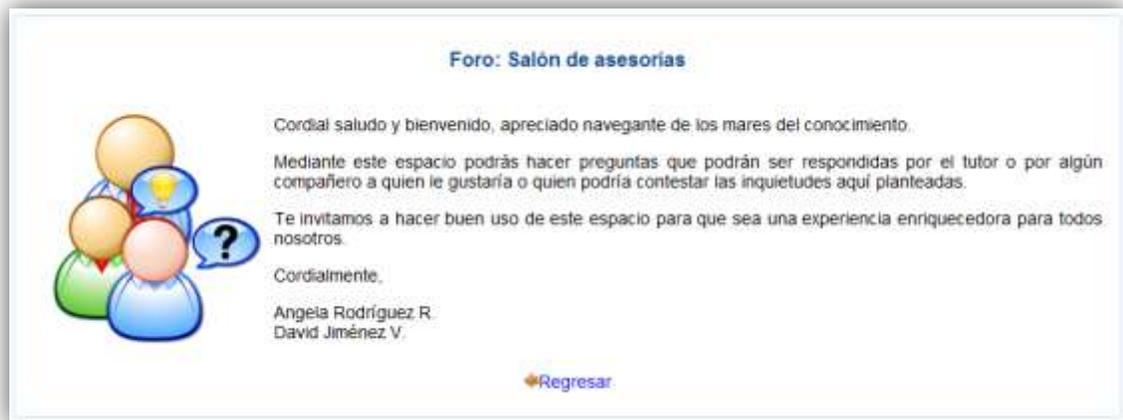 Foro: Salón de asesorías
Cordial saludo y bienvenido, apreciado navegante de los mares del conocimiento.
Mediante este espacio podrás hacer preguntas que podrán ser respondidas por el tutor o por algún
compañero a quien le gustaría o quien podría contestar las inquietudes aquí planteadas.
Te invitamos a hacer buen uso de este espacio para que sea una experiencia enriquecedora para todos
nosotros.
Cordialmente,
Angela Rodríguez R.
David Jiménez V.
?
Regresar